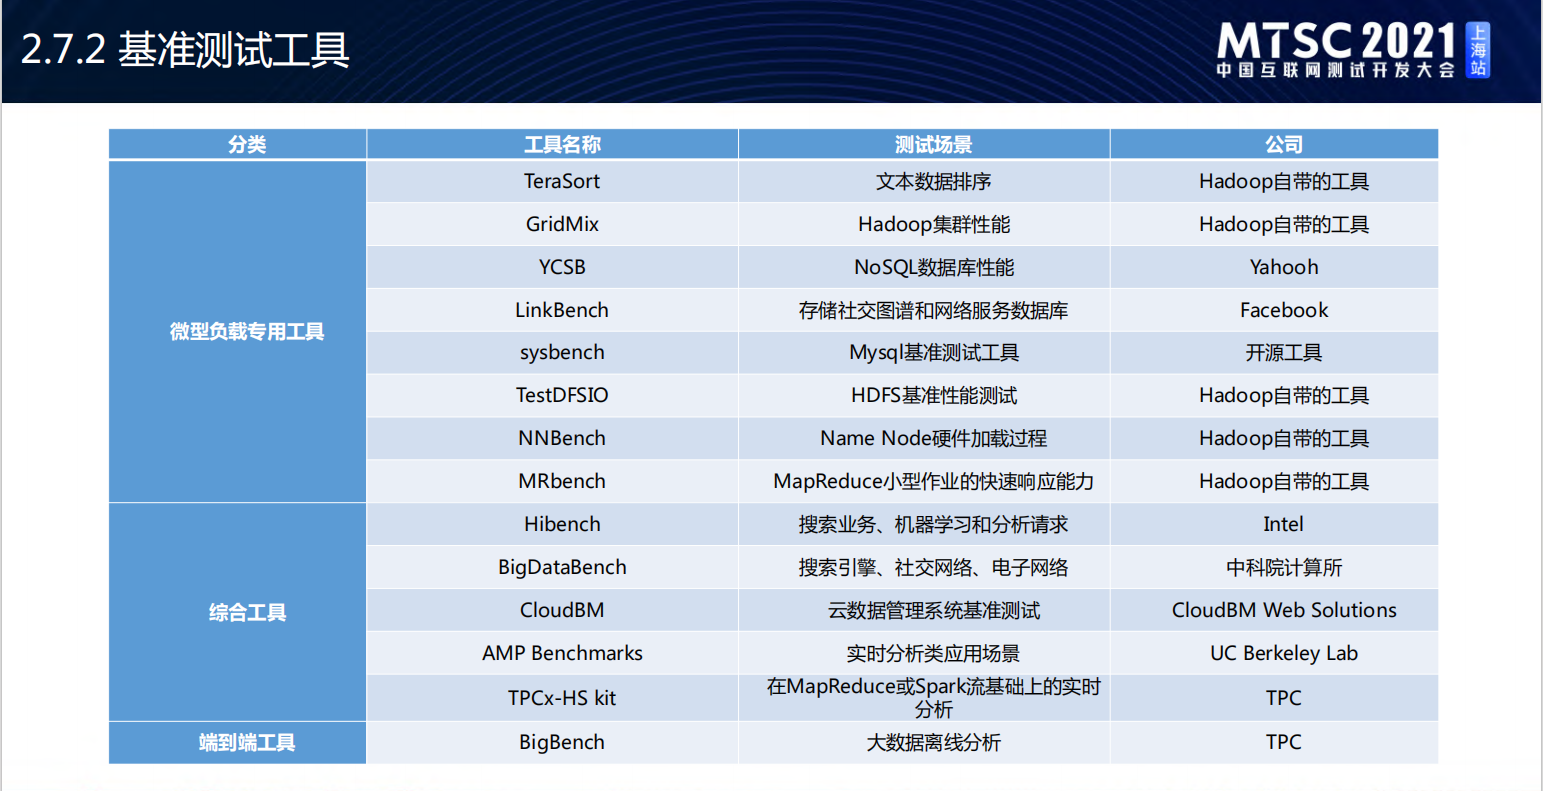 2.7.2 基准测试工具
MTSC 2021
中国互联网测试开发大会
上海站
分类 工具名称 测试场景 公司
微型负载专用工具
TeraSort 文本数据排序 Hadoop自带的工具
GridMix Hadoop集群性能 Hadoop自带的工具
YCSB NoSQL数据库性能 Yahooh
LinkBench 存储社交图谱和网络服务数据库 Facebook
sysbench Mysql基准测试工具 开源工具
TestDFSIO HDFS基准性能测试 Hadoop自带的工具
NNBench Name Node硬件加载过程 Hadoop自带的工具
MRbench MapReduce小型作业的快速响应能力 Hadoop自带的工具
综合工具
Hibench 搜索业务、机器学习和分析请求 Intel
BigDataBench 搜索引擎、社交网络、电子网络 中科院计算所
CloudBM 云数据管理系统基准测试 CloudBM Web Solutions
AMP Benchmarks 实时分析类应用场景 UC Berkeley Lab
TPCx-HS kit 在MapReduce或Spark流基础上的实时
分析 TPC
端到端工具 BigBench 大数据离线分析 TPC